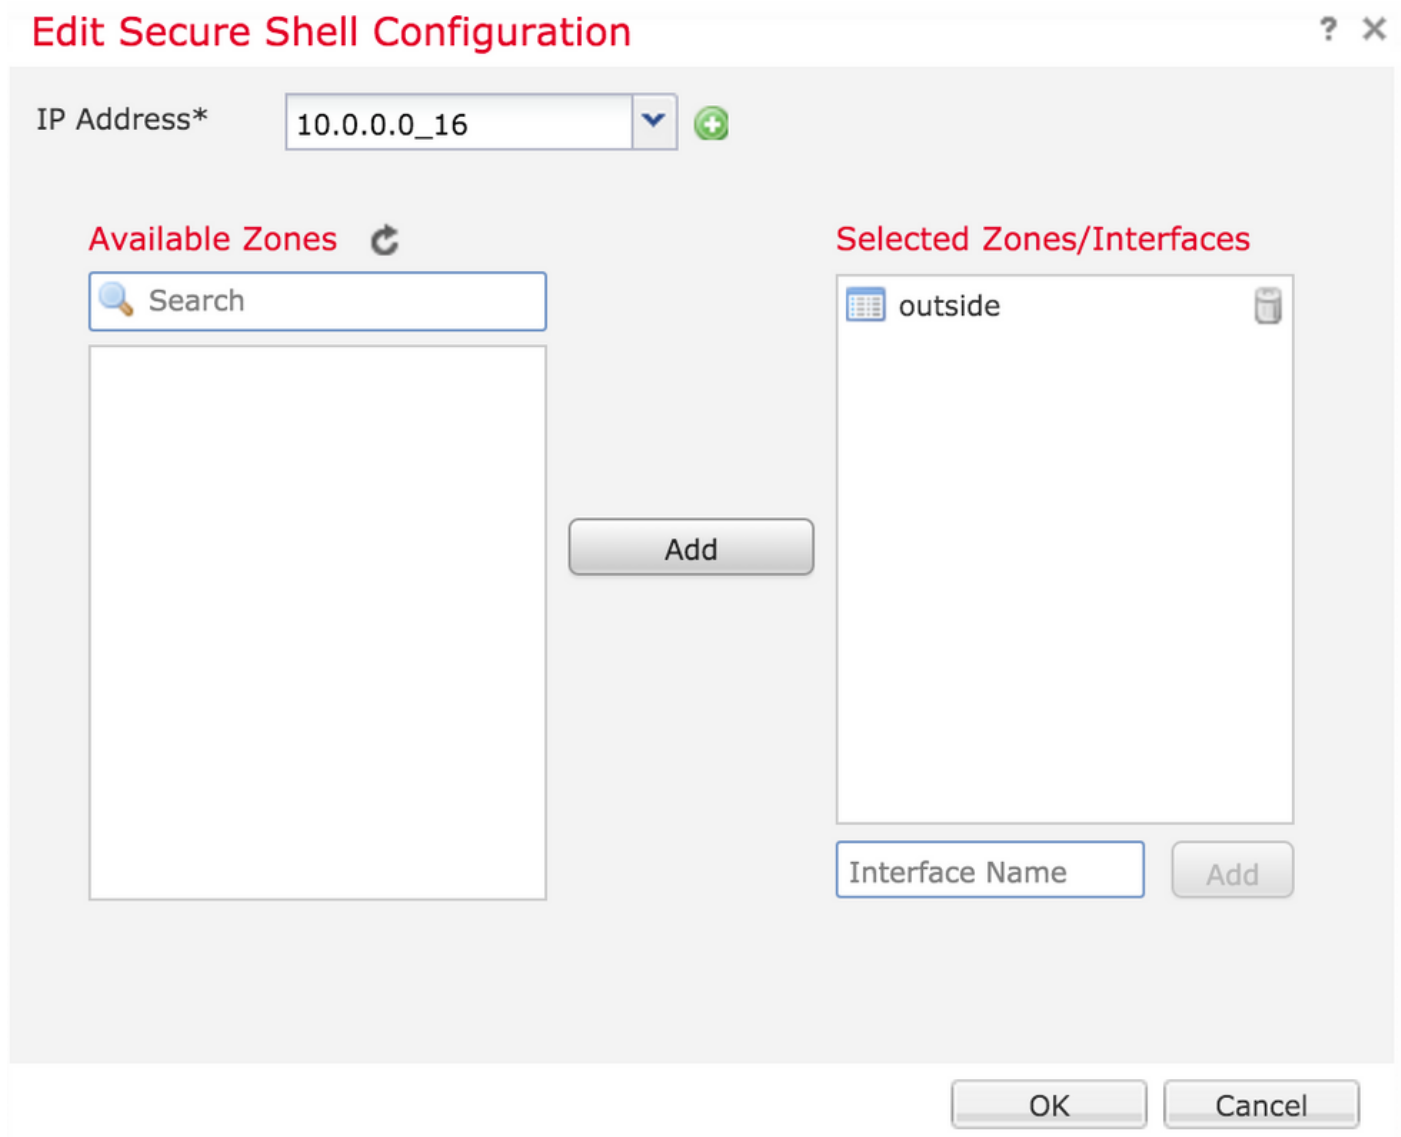 Edit Secure Shell Configuration ?
IP Address* 10.0.0.0_16
Available Zones
Selected Zones/Interfaces
Search
outside
Add
Interface Name Add
OK Cancel